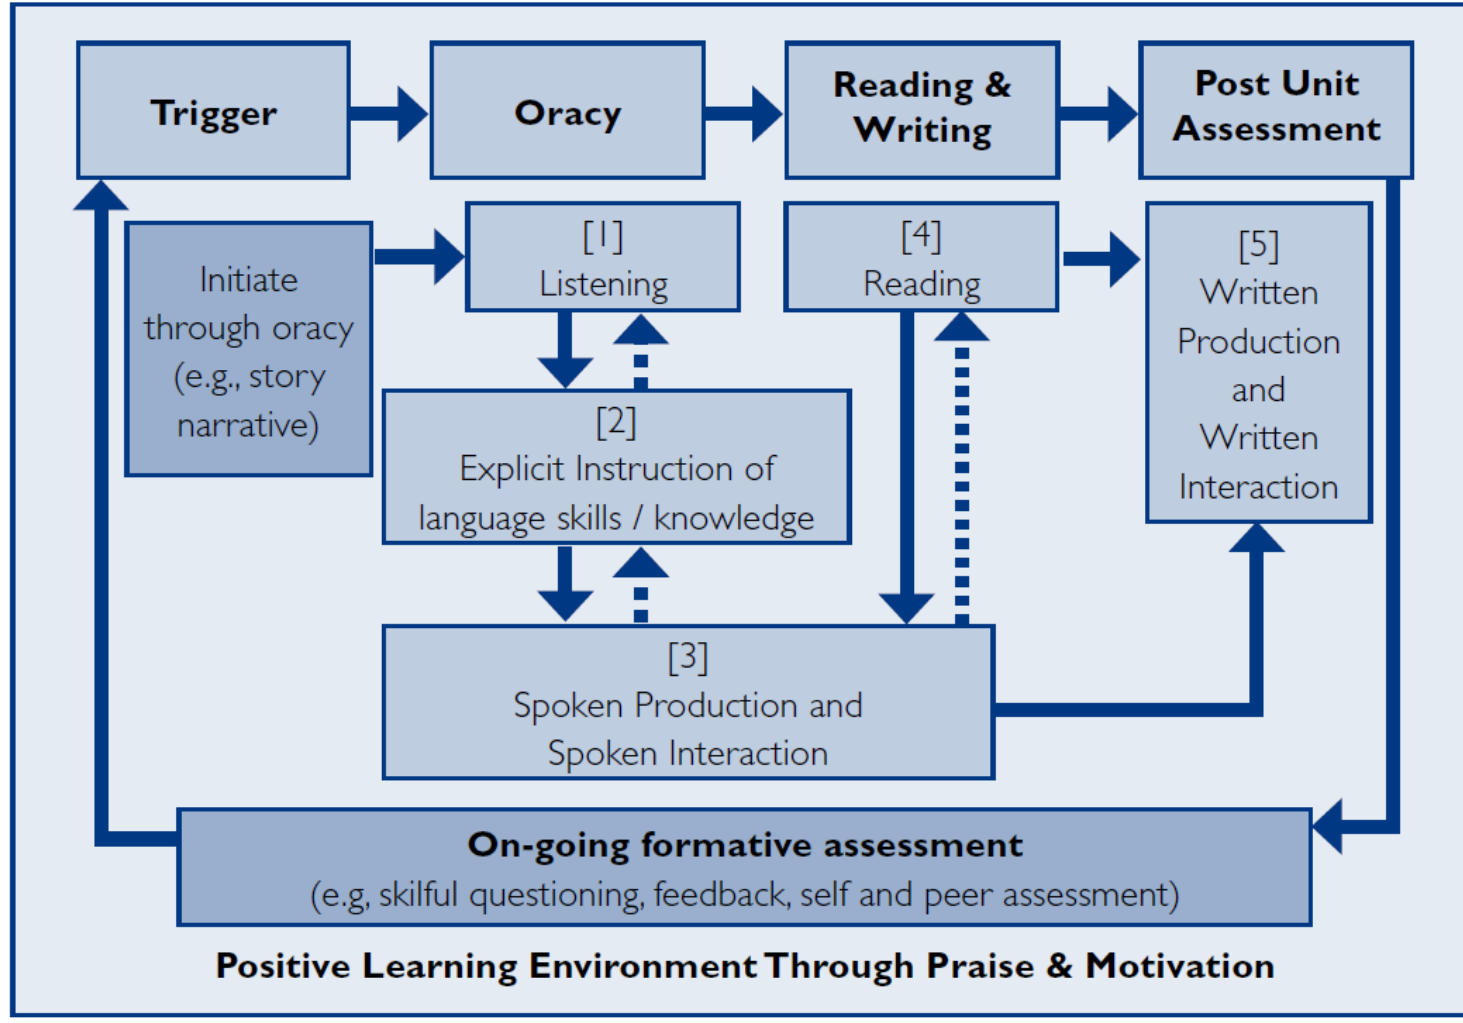 Trigger
Oracy
Reading &
Writing
Post Unit
Assessment
Initiate
through oracy
(e.g., story
narrative)
[1]
Listening
[2]
Explicit Instruction of
language skills / knowledge
[3]
Spoken Production and
Spoken Interaction
[4]
Reading
[5]
Written
Production
and
Written
Interaction
On-going formative assessment
(e.g, skilful questioning, feedback, self and peer assessment)
Positive Learning Environment Through Praise & Motivation